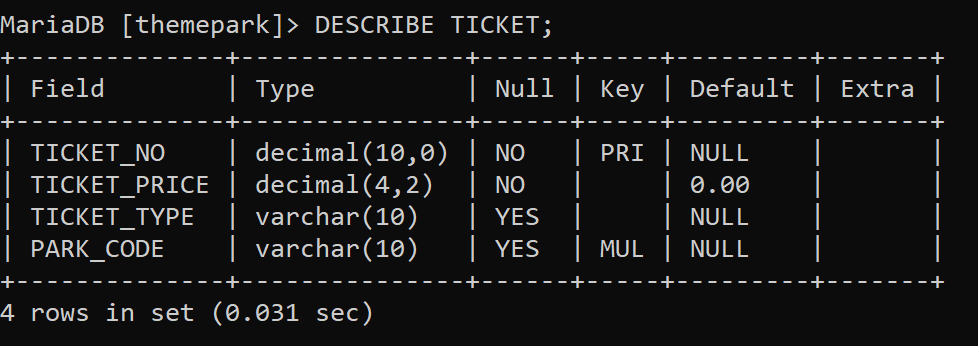 MariaDB [themepark]> DESCRIBE TICKET;
+--------------+---------------+------+-----+---------+-------+
| Field        | Type          | Null | Key | Default | Extra |
+--------------+---------------+------+-----+---------+-------+
| TICKET_NO    | decimal(10,0) | NO   | PRI | NULL    |       |
| TICKET_PRICE | decimal(4,2)  | NO   |     | 0.00    |       |
| TICKET_TYPE  | varchar(10)   | YES  |     | NULL    |       |
| PARK_CODE    | varchar(10)   | YES  | MUL | NULL    |       |
+--------------+---------------+------+-----+---------+-------+
4 rows in set (0.031 sec)